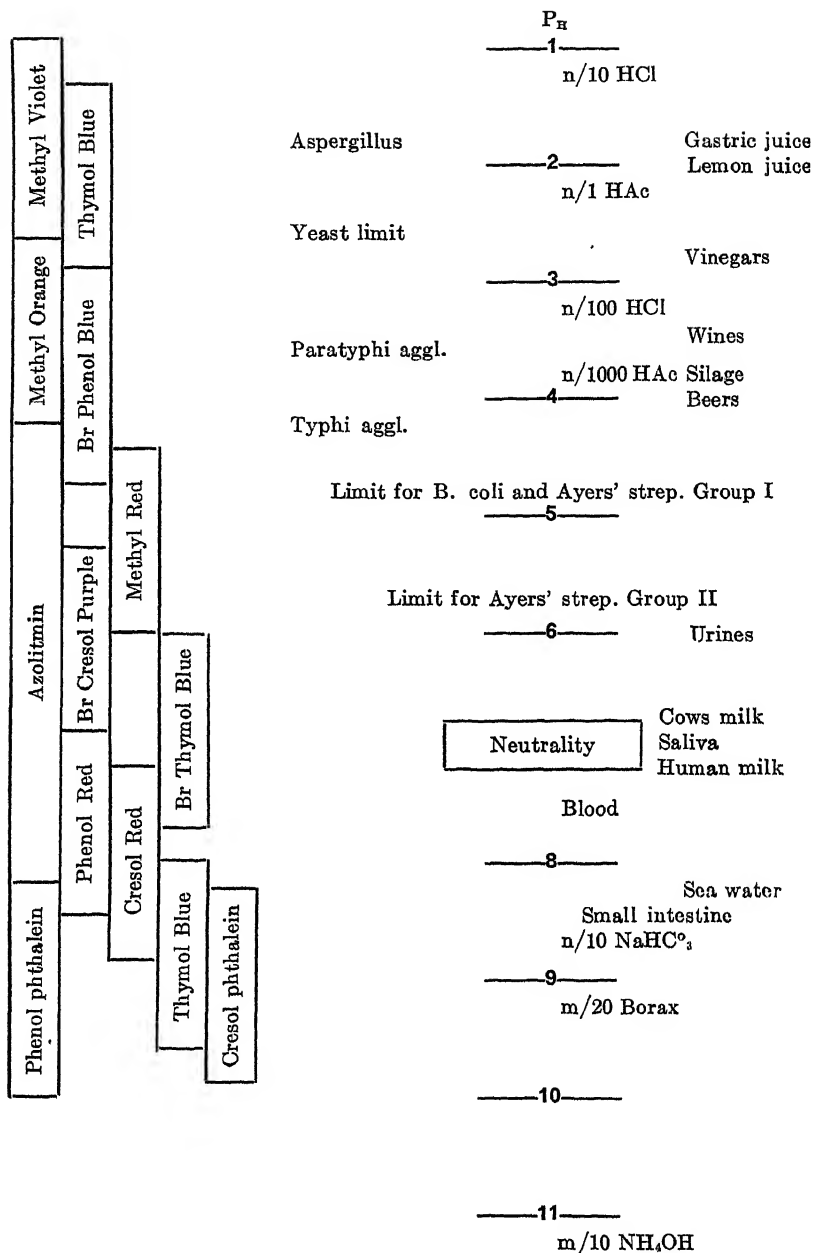 P_H
1
n/10 HCl
Aspergillus
Gastric juice
2
Lemon juice
n/1 HAc
Yeast limit
Vinegars
3
n/100 HCl
Wines
Paratyphi aggl.
n/1000 HAc Silage
4
Beers
Typhi aggl.
Limit for B. coli and Ayers' strep. Group I
5
Limit for Ayers' strep. Group II
6
Urines
Cows milk
Neutrality
Saliva
Human milk
Blood
8
Sea water
Small intestine
n/10 NaHC°₃
9
m/20 Borax
10
11
m/10 NH₄OH
Methyl Violet
Methyl Orange
Azolitmin
Phenol phthalein
Thymol Blue
Br Phenol Blue
Br Cresol Purple
Phenol Red
Methyl Red
Cresol Red
Br Thymol Blue
Thymol Blue
Cresol phthalein